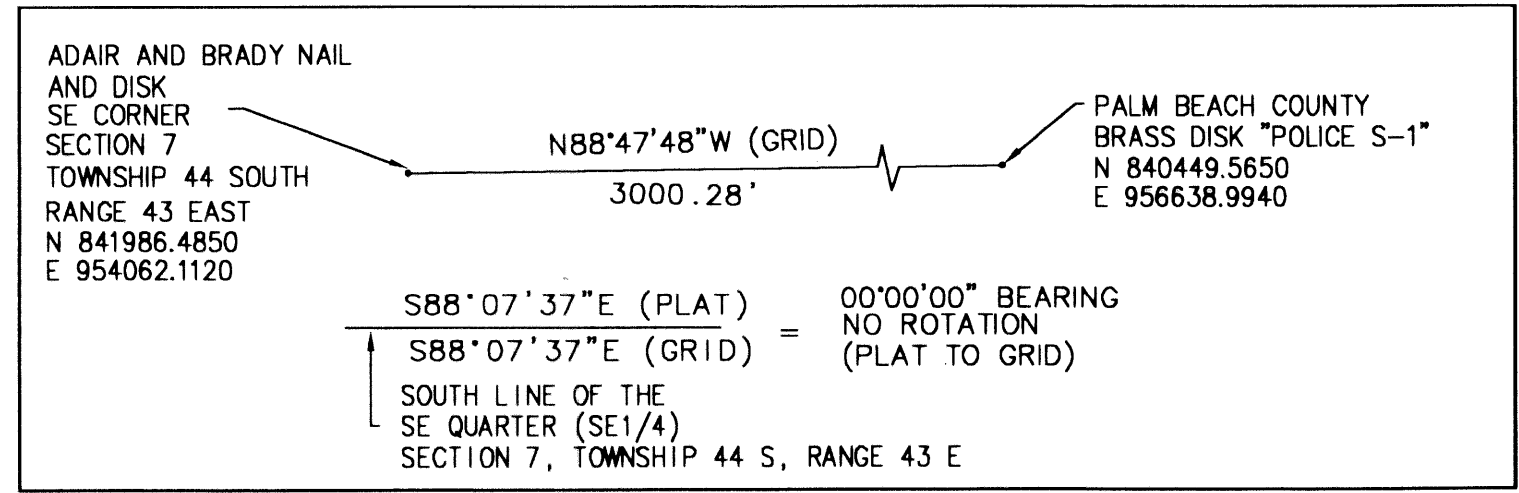 ADAIR AND BRADY NAIL
AND DISK
SE CORNER
SECTION 7
TOWNSHIP 44 SOUTH
RANGE 43 EAST
N 841986.4850
E 954062.1120
N88°47'48"W (GRID)
3000.28'
PALM BEACH COUNTY
BRASS DISK "POLICE S-1"
N 840449.5650
E 956638.9940
S88°07'37"E (PLAT)
S88°07'37"E (GRID)
=
00°00'00" BEARING
NO ROTATION
(PLAT TO GRID)
SOUTH LINE OF THE
SE QUARTER (SE1/4)
SECTION 7, TOWNSHIP 44 S, RANGE 43 E